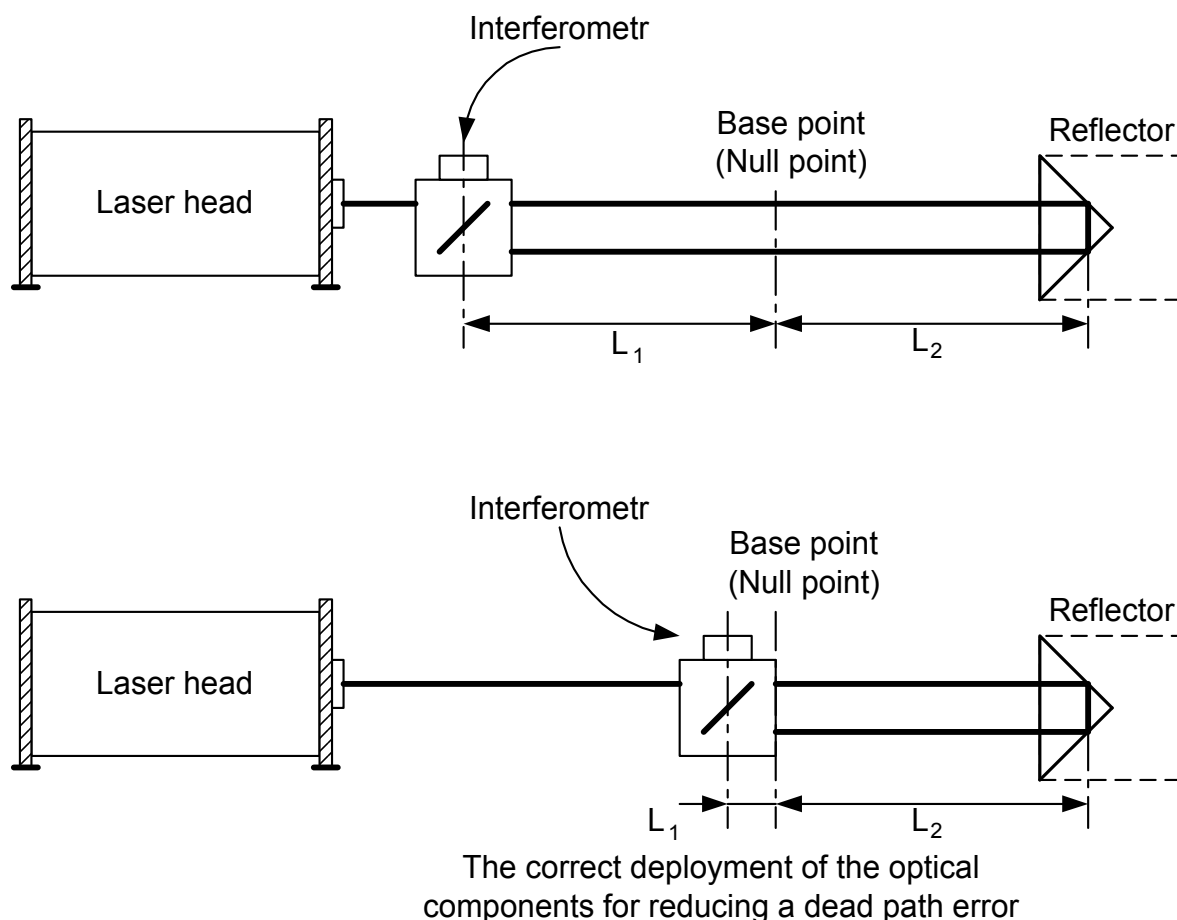 Interferometr
Base point
(Null point)
Reflector
Laser head
L1
L2
Interferometr
Base point
(Null point)
Reflector
Laser head
L1
L2
The correct deployment of the optical
components for reducing a dead path error